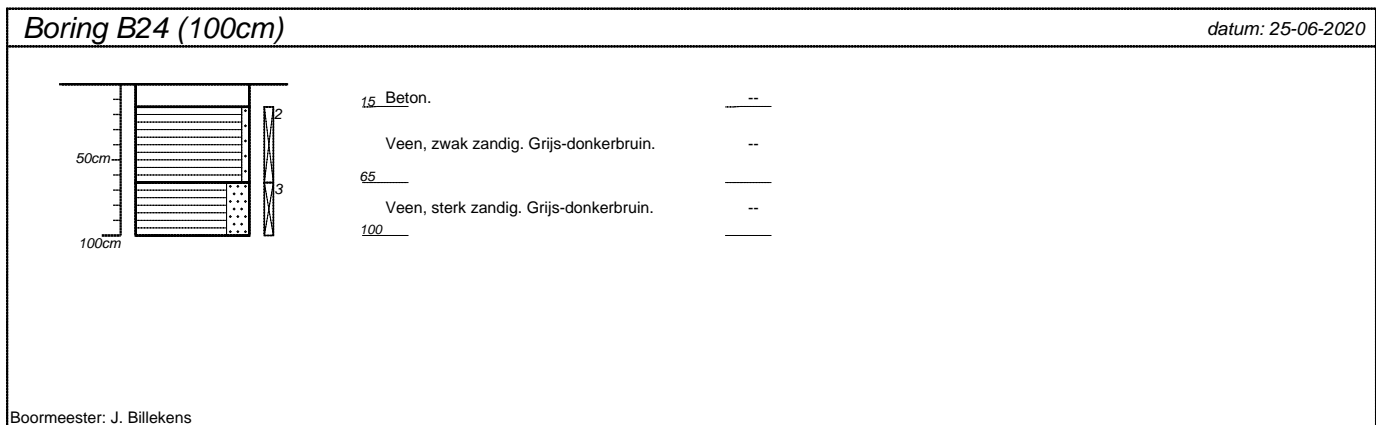 Boring B24 (100cm)
datum: 25-06-2020
15 Beton. --
2
Veen, zwak zandig. Grijs-donkerbruin. --
50cm
65
3
Veen, sterk zandig. Grijs-donkerbruin. --
100
100cm
Boormeester: J. Billekens